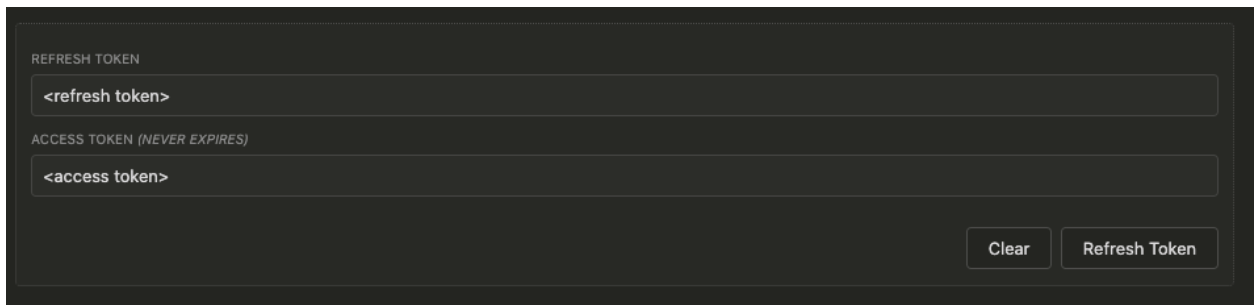 REFRESH TOKEN
<refresh token>
ACCESS TOKEN (NEVER EXPIRES)
<access token>
Clear
Refresh Token